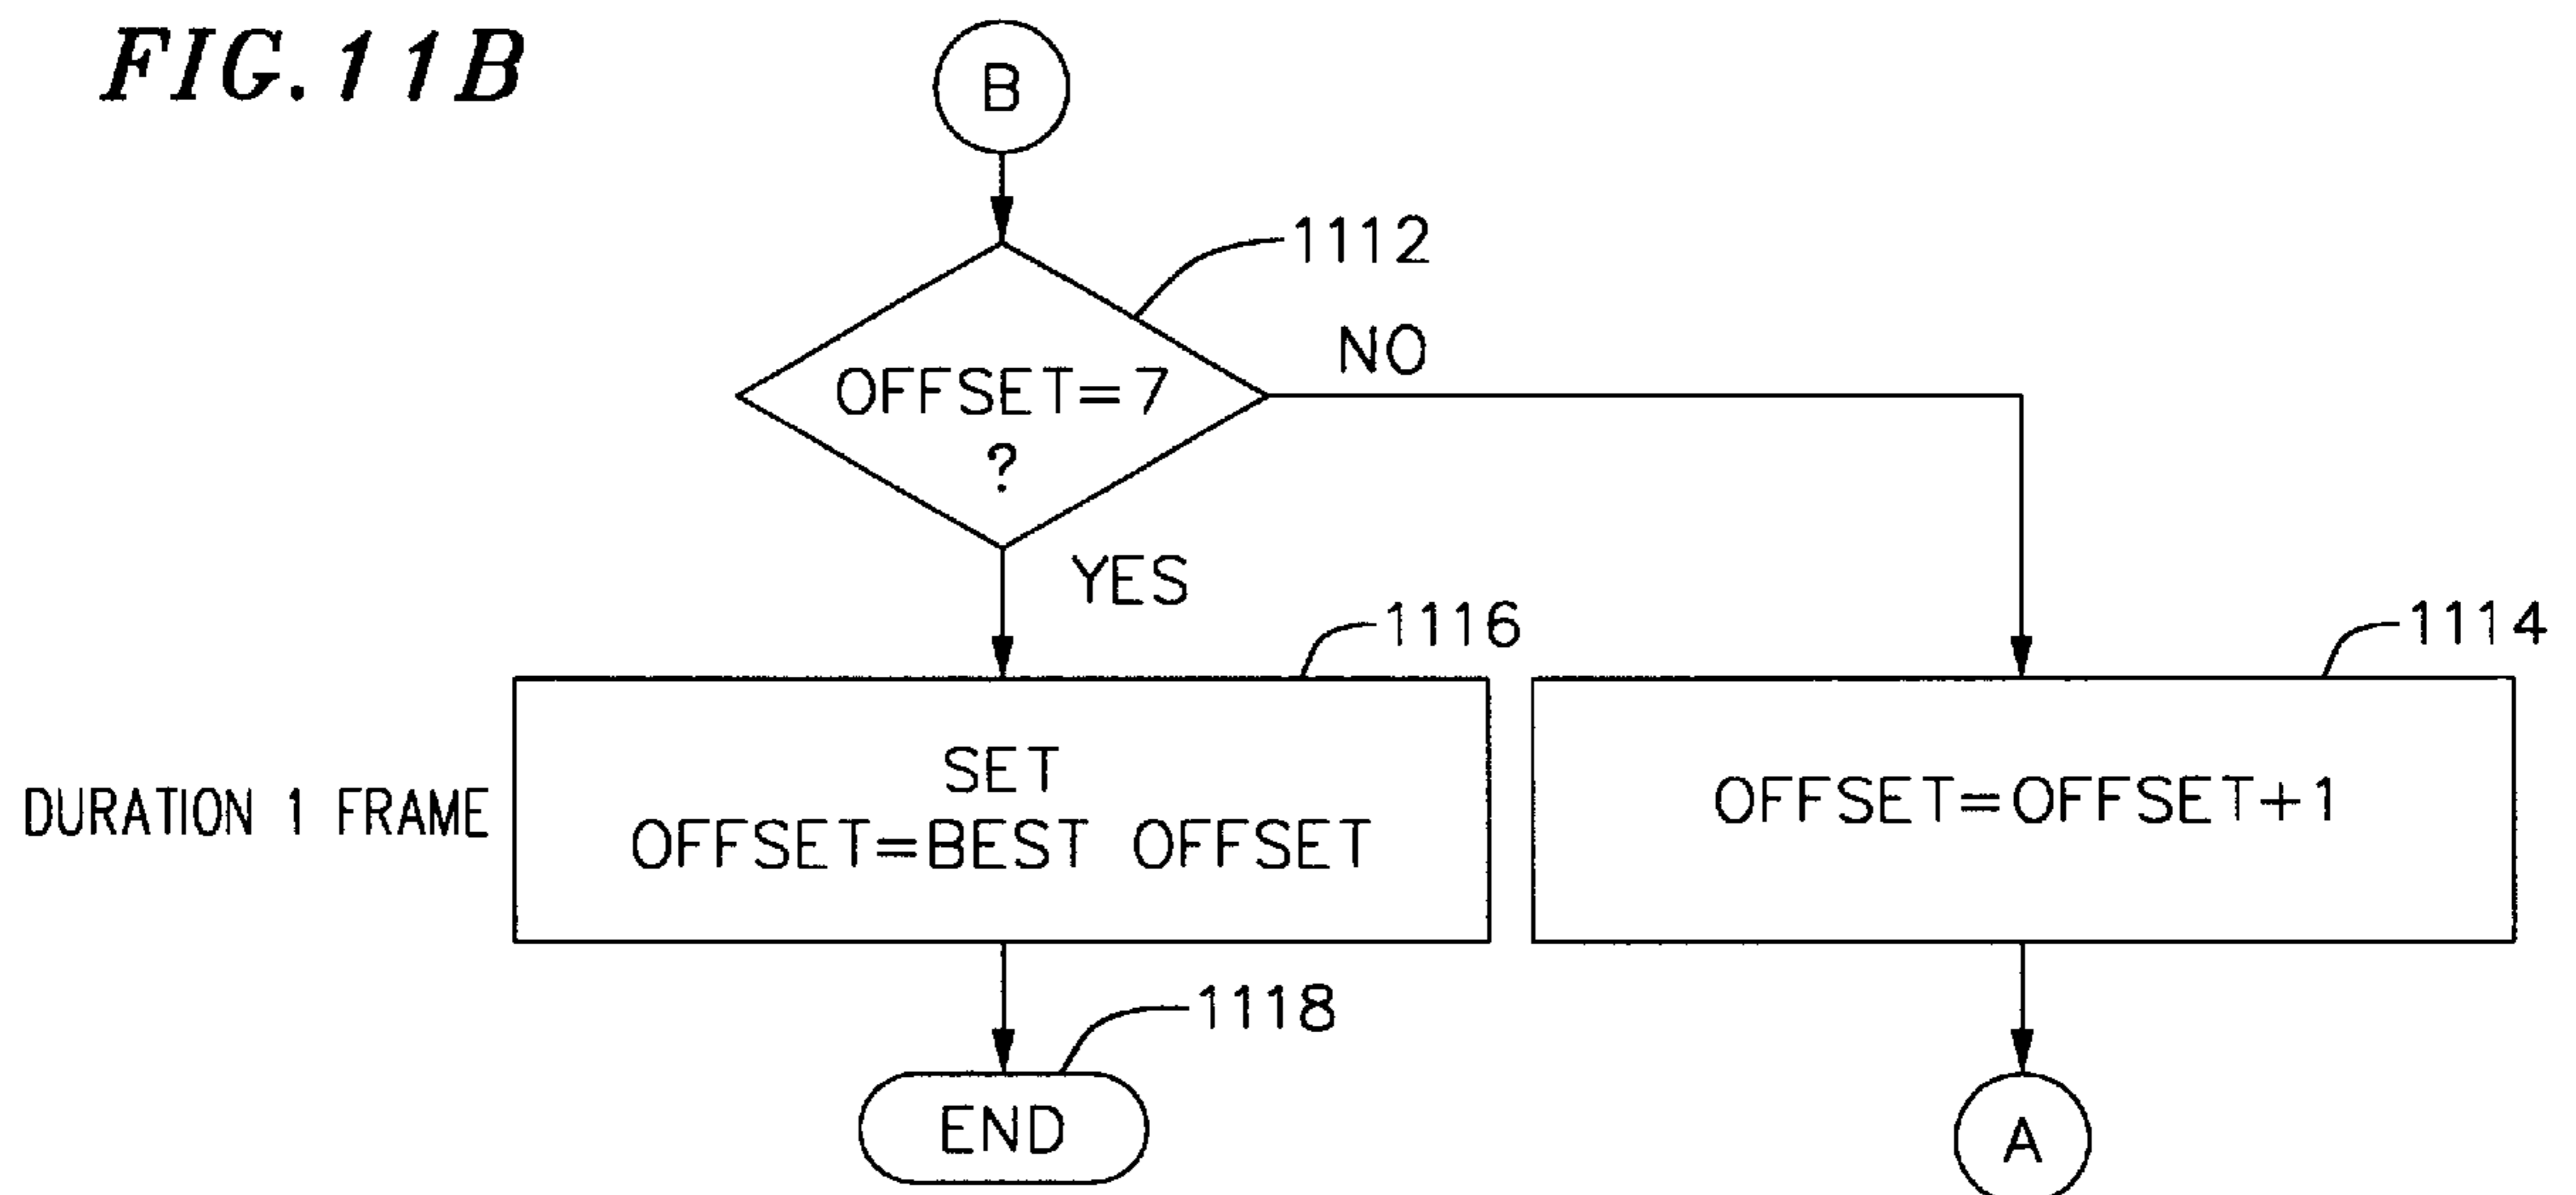 FIG.11B
B
1112
OFFSET=7
?
NO
YES
1116
1114
DURATION 1 FRAME
SET
OFFSET=BEST OFFSET
OFFSET=OFFSET+1
1118
END
A